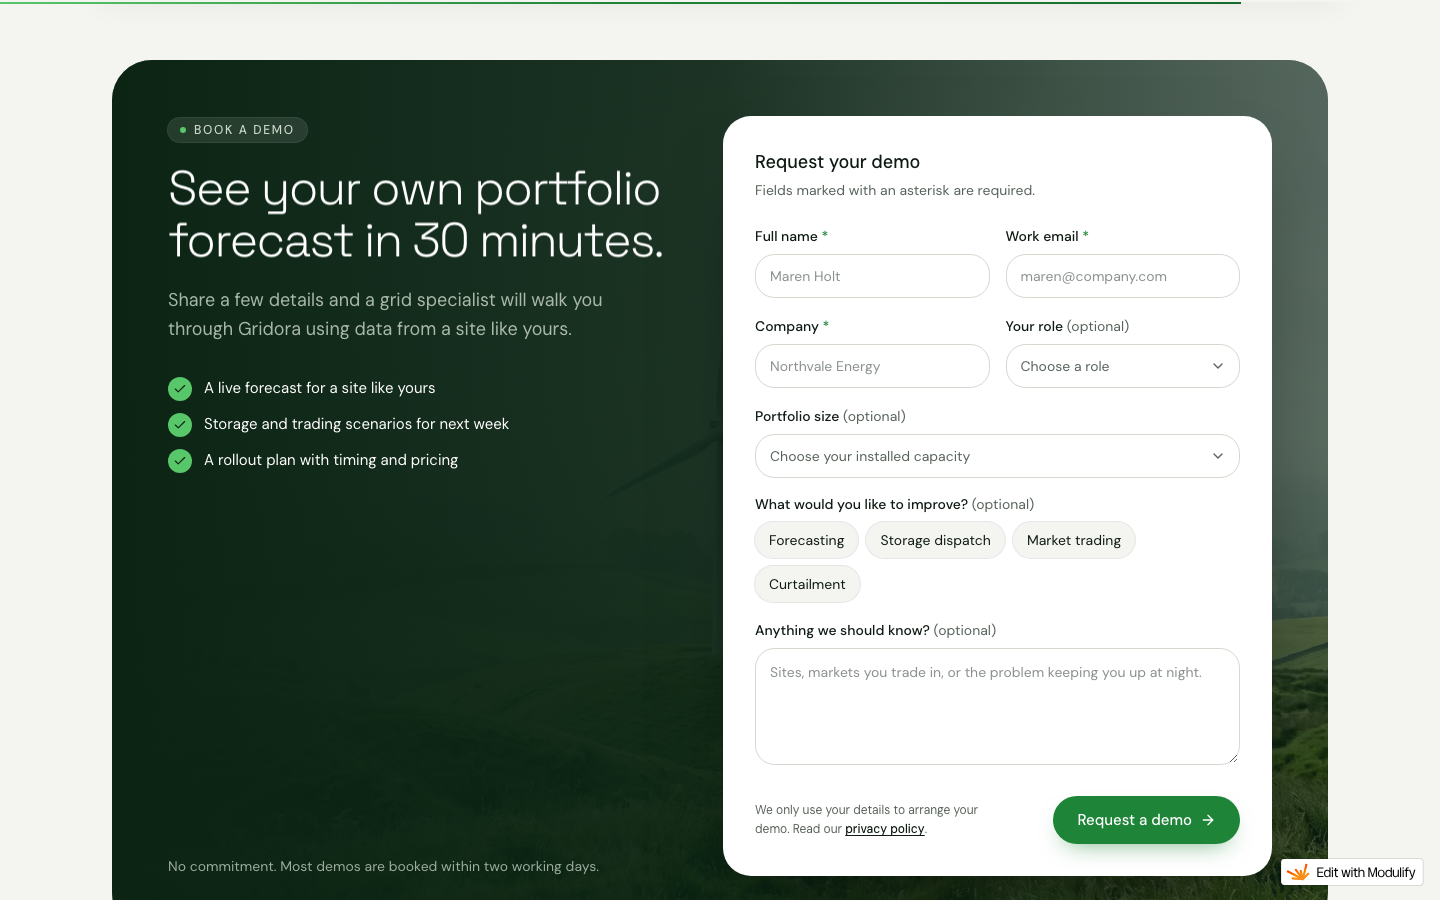 BOOK A DEMO
See your own portfolio
forecast in 30 minutes.
Share a few details and a grid specialist will walk you
through Gridora using data from a site like yours.
A live forecast for a site like yours
Storage and trading scenarios for next week
A rollout plan with timing and pricing
No commitment. Most demos are booked within two working days.
Request your demo
Fields marked with an asterisk are required.
Full name *
Work email *
Maren Holt
maren@company.com
Company *
Your role (optional)
Northvale Energy
Choose a role
Portfolio size (optional)
Choose your installed capacity
What would you like to improve? (optional)
Forecasting
Storage dispatch
Market trading
Curtailment
Anything we should know? (optional)
Sites, markets you trade in, or the problem keeping you up at night.
We only use your details to arrange your
demo. Read our privacy policy.
Request a demo
Edit with Modulify